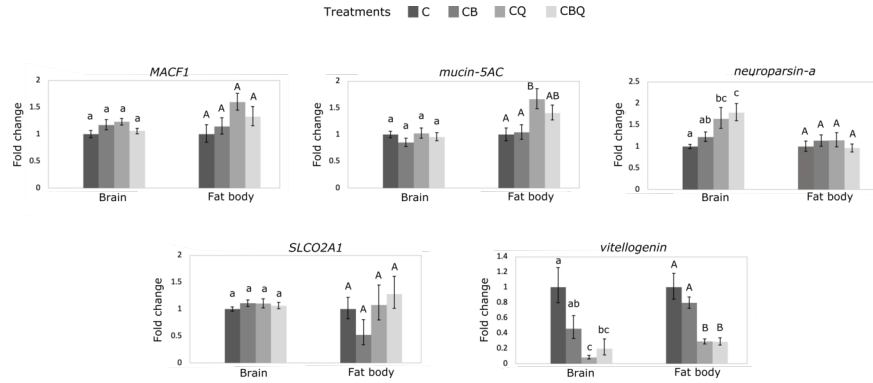 Treatments C CB CQ CBQ
MACF1
Fold change
2
1.5
1
0.5
0
a a a a
A A A A
Brain Fat body
mucin-5AC
Fold change
2
1.5
1
0.5
0
a a a a
A A B AB
Brain Fat body
neuroparsin-a
Fold change
2.5
2
1.5
1
0.5
0
a ab bc c
A A A A
Brain Fat body
SLCO2A1
Fold change
2
1.5
1
0.5
0
a a a a
A A A A
Brain Fat body
vitellogenin
Fold change
1.4
1.2
1
0.8
0.6
0.4
0.2
0
a ab c bc
A A B B
Brain Fat body